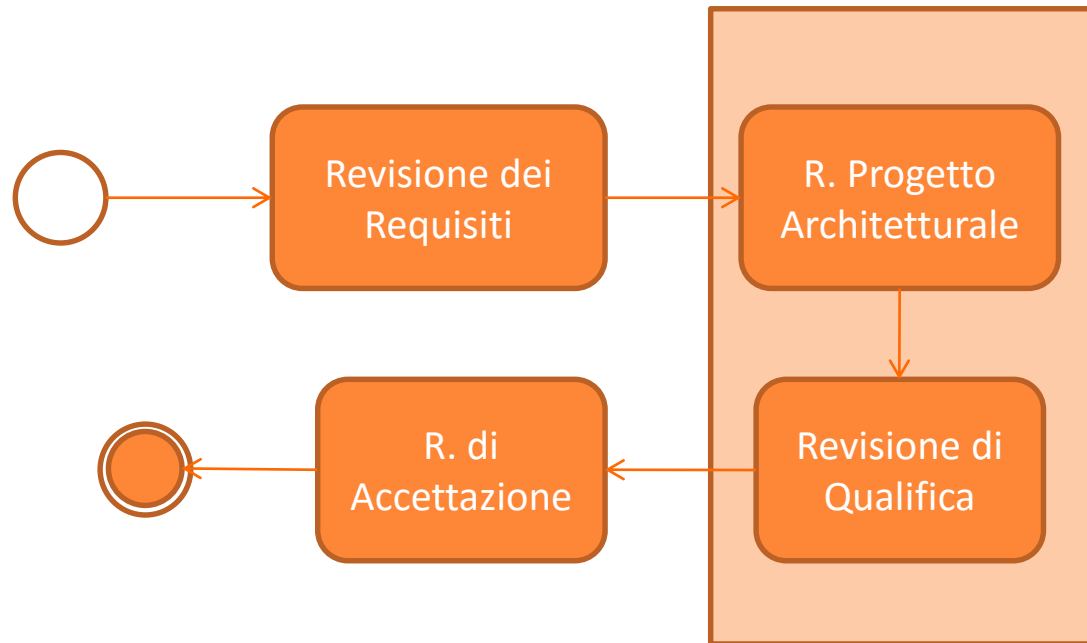 Revisione dei
Requisiti
R. Progetto
Architetturale
Revisione di
Qualifica
R. di
Accettazione